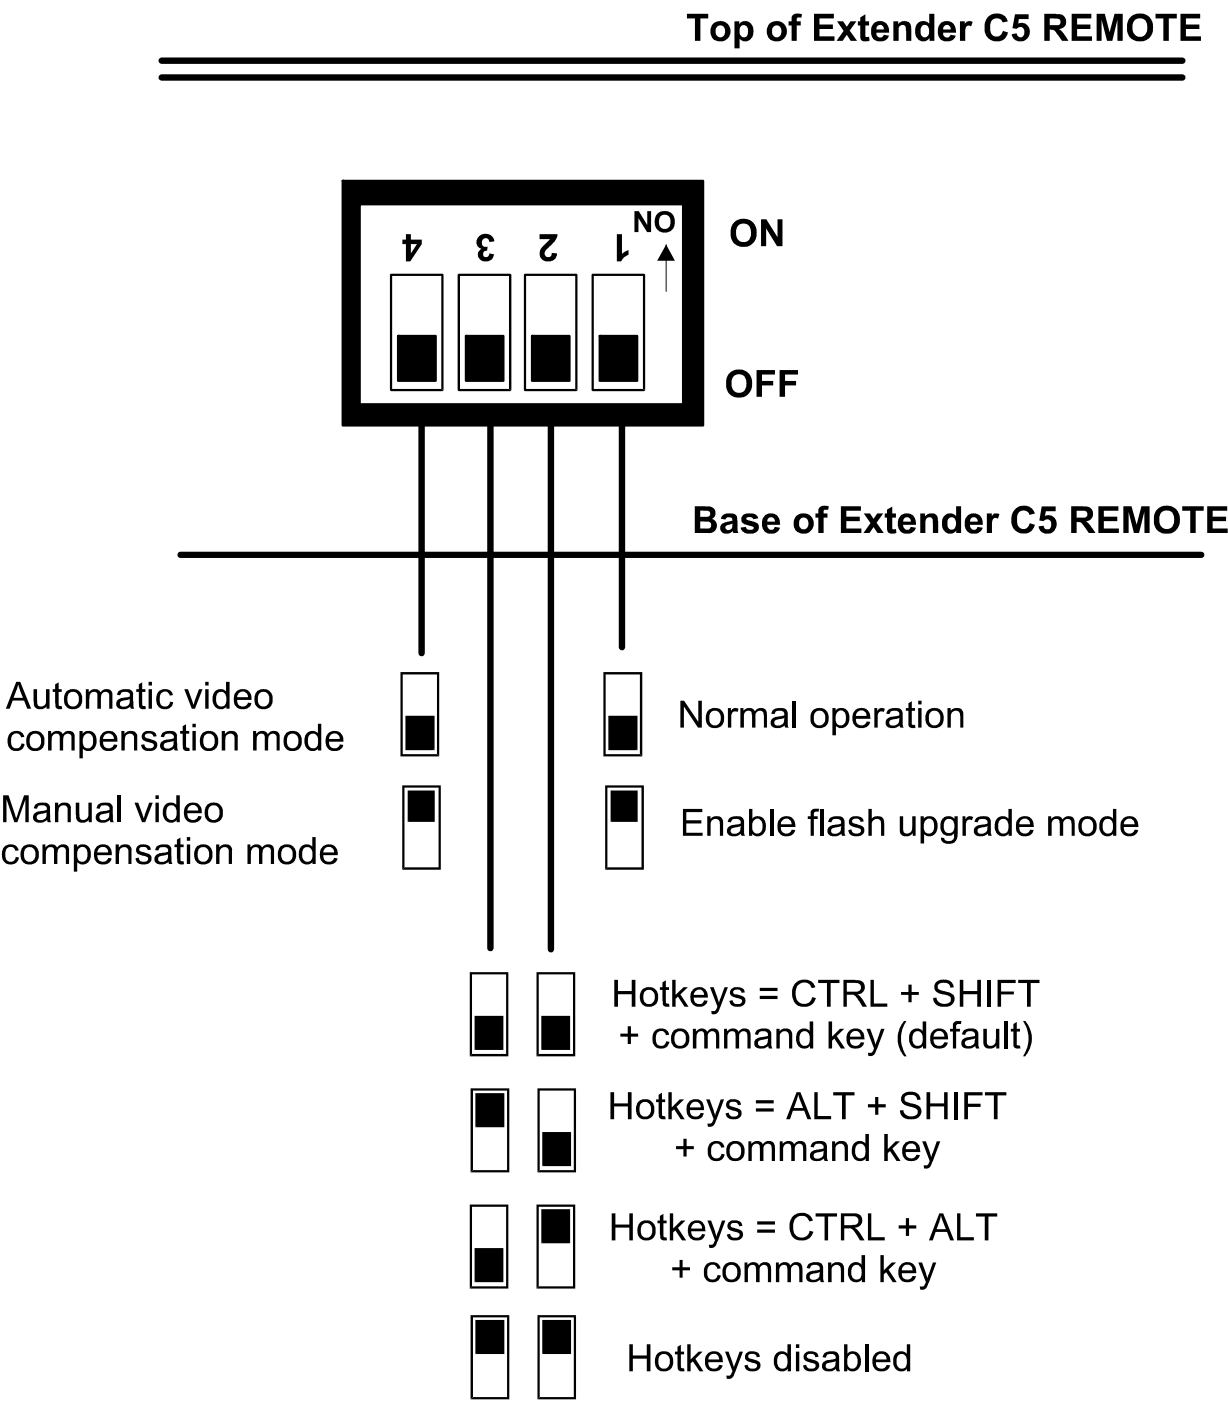 Top of Extender C5 REMOTE
4 3 2 1 ON
ON
OFF
Base of Extender C5 REMOTE
Automatic video
compensation mode
Normal operation
Manual video
compensation mode
Enable flash upgrade mode
Hotkeys = CTRL + SHIFT
+ command key (default)
Hotkeys = ALT + SHIFT
+ command key
Hotkeys = CTRL + ALT
+ command key
Hotkeys disabled